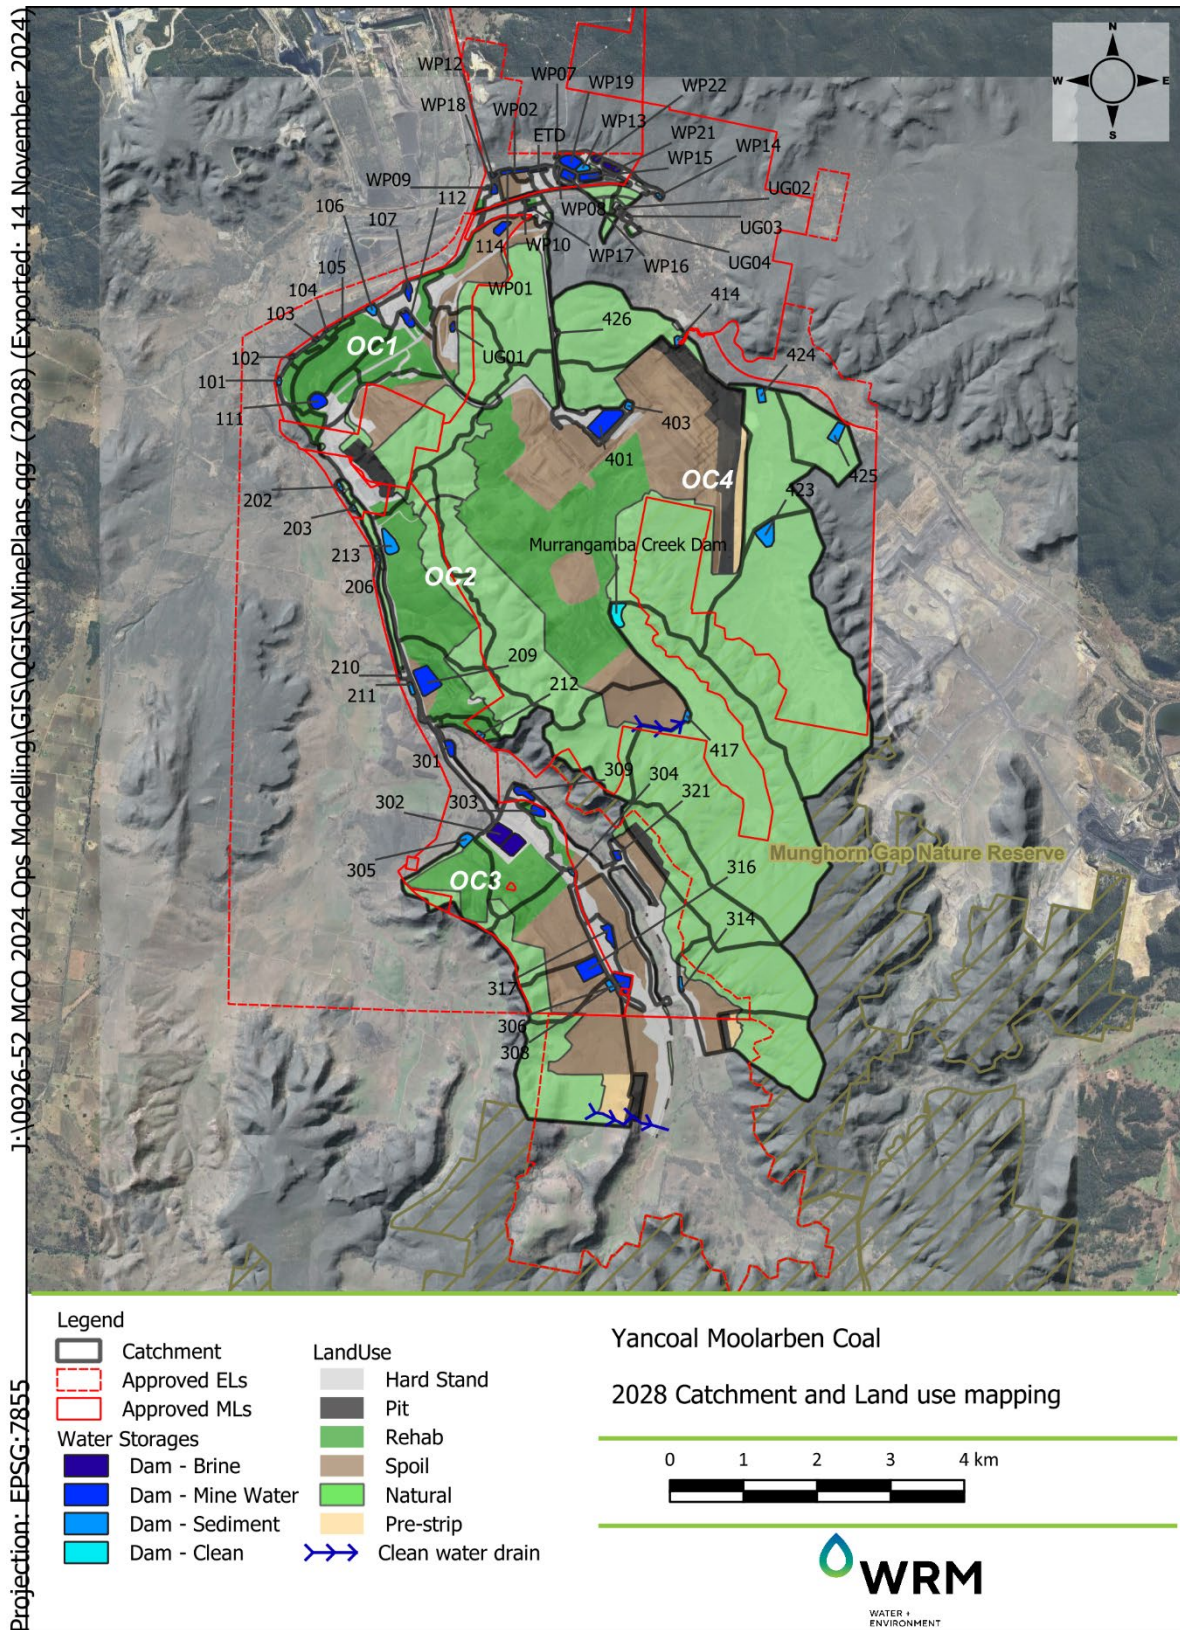 J:\0926-52 MCO 2024 Ops Modelling\GIS\QGIS\MinePlans.qgz (2028) (Exported: 14 November 2024)
Projection: EPSG:7855
N
W
E
S
WP12
WP07
WP19
WP22
WP18
WP02
WP13
ETD
WP21
WP14
WP15
WP09
112
107
106
UG02
WP08
UG03
105
114
WP10
WP17
WP16
UG04
104
WP01
414
103
426
OC1
102
UG01
424
101
111
403
401
OC4
425
202
423
203
Murrangamba Creek Dam
213
OC2
206
210
209
211
212
417
301
309
304
302
303
321
Munghorn Gap Nature Reserve
316
305
OC3
314
317
306
308
Legend
Catchment
Approved ELs
Approved MLs
Water Storages
Dam - Brine
Dam - Mine Water
Dam - Sediment
Dam - Clean
LandUse
Hard Stand
Pit
Rehab
Spoil
Natural
Pre-strip
Clean water drain
Yancoal Moolarben Coal
2028 Catchment and Land use mapping
0 1 2 3 4 km
WRM
WATER +
ENVIRONMENT